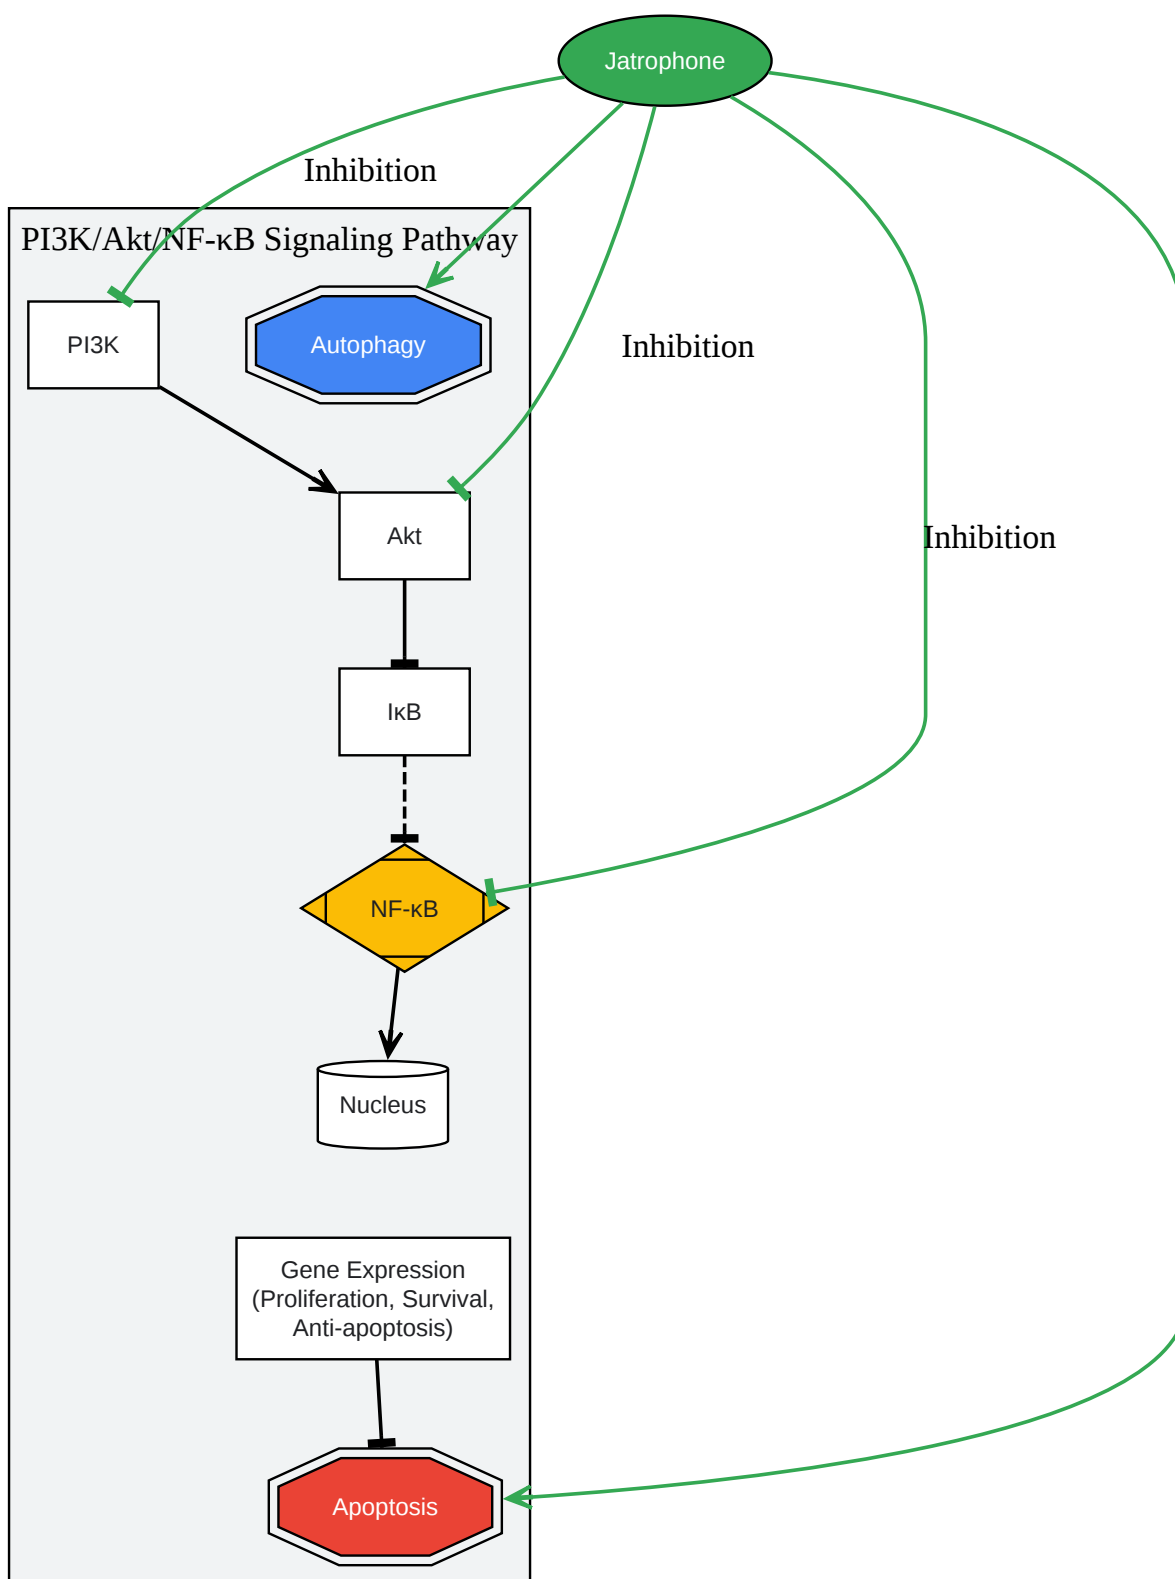 Jatrophone
Inhibition
PI3K/Akt/NF-κB Signaling Pathway
PI3K
Autophagy
Inhibition
Akt
Inhibition
IκB
NF-κB
Nucleus
Gene Expression
(Proliferation, Survival,
Anti-apoptosis)
Apoptosis